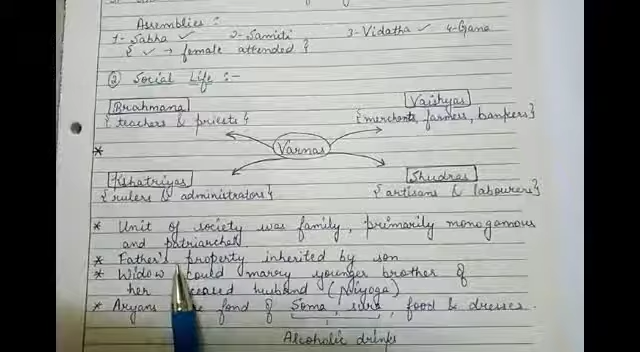 Assemblies :-
1- Sabha ✓ 2- Samiti 3- Vidatha ✓ 4- Gana
{ ✓ → female attended }
② Social Life :-
Brahmana Vaishyas
{ teachers & priests } { merchants, farmers, bankers }
* Varnas
Kshatriyas Shudras
{ rulers & administrators } { artisans & labourers }
* Unit of society was family, primarily monogamous
and patriarchal
* Father's property inherited by son
* Widow could marry younger brother of
her husband (Niyoga)
* Aryans fond of Soma, sura, food & dresses.
Alcoholic drinks